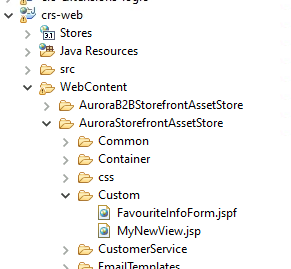 crs-web
Stores
Java Resources
src
WebContent
AuroraB2BStorefrontAssetStore
AuroraStorefrontAssetStore
Common
Container
css
Custom
FavouriteInfoForm.jspf
MyNewView.jsp
CustomerService
EmailTemplates